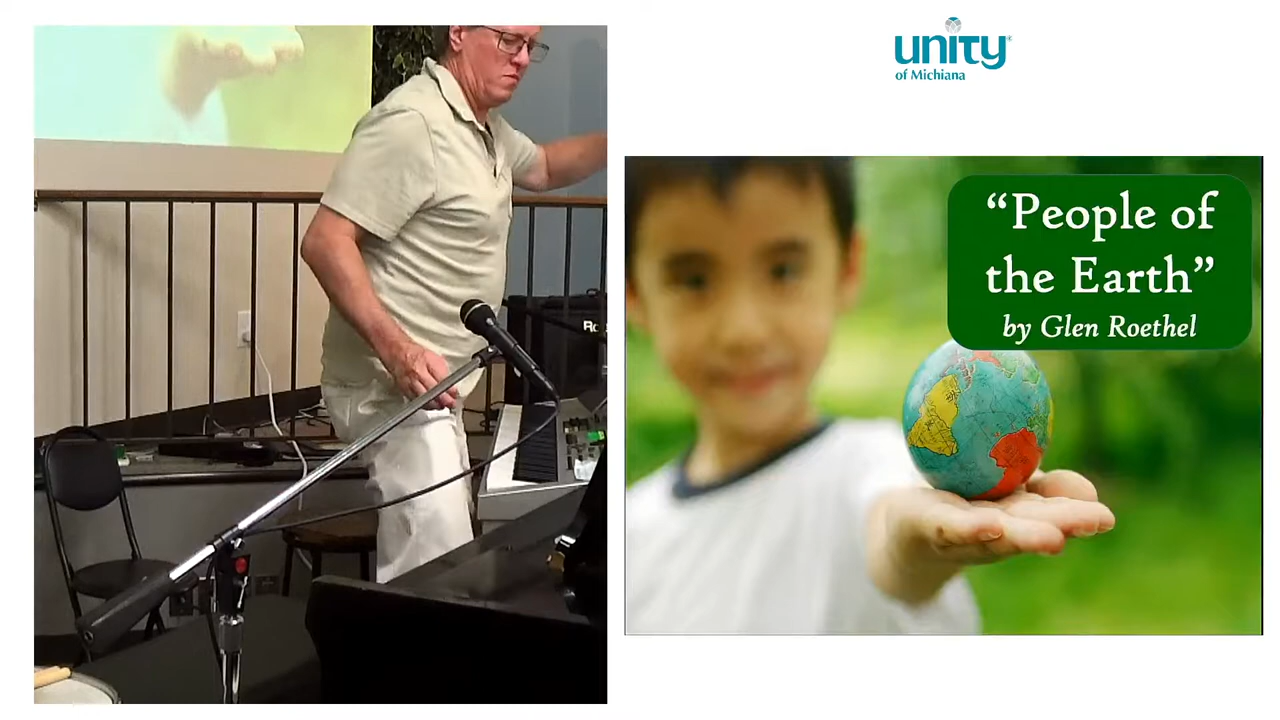 unity®
of Michiana
“People of
the Earth”
by Glen Roethel